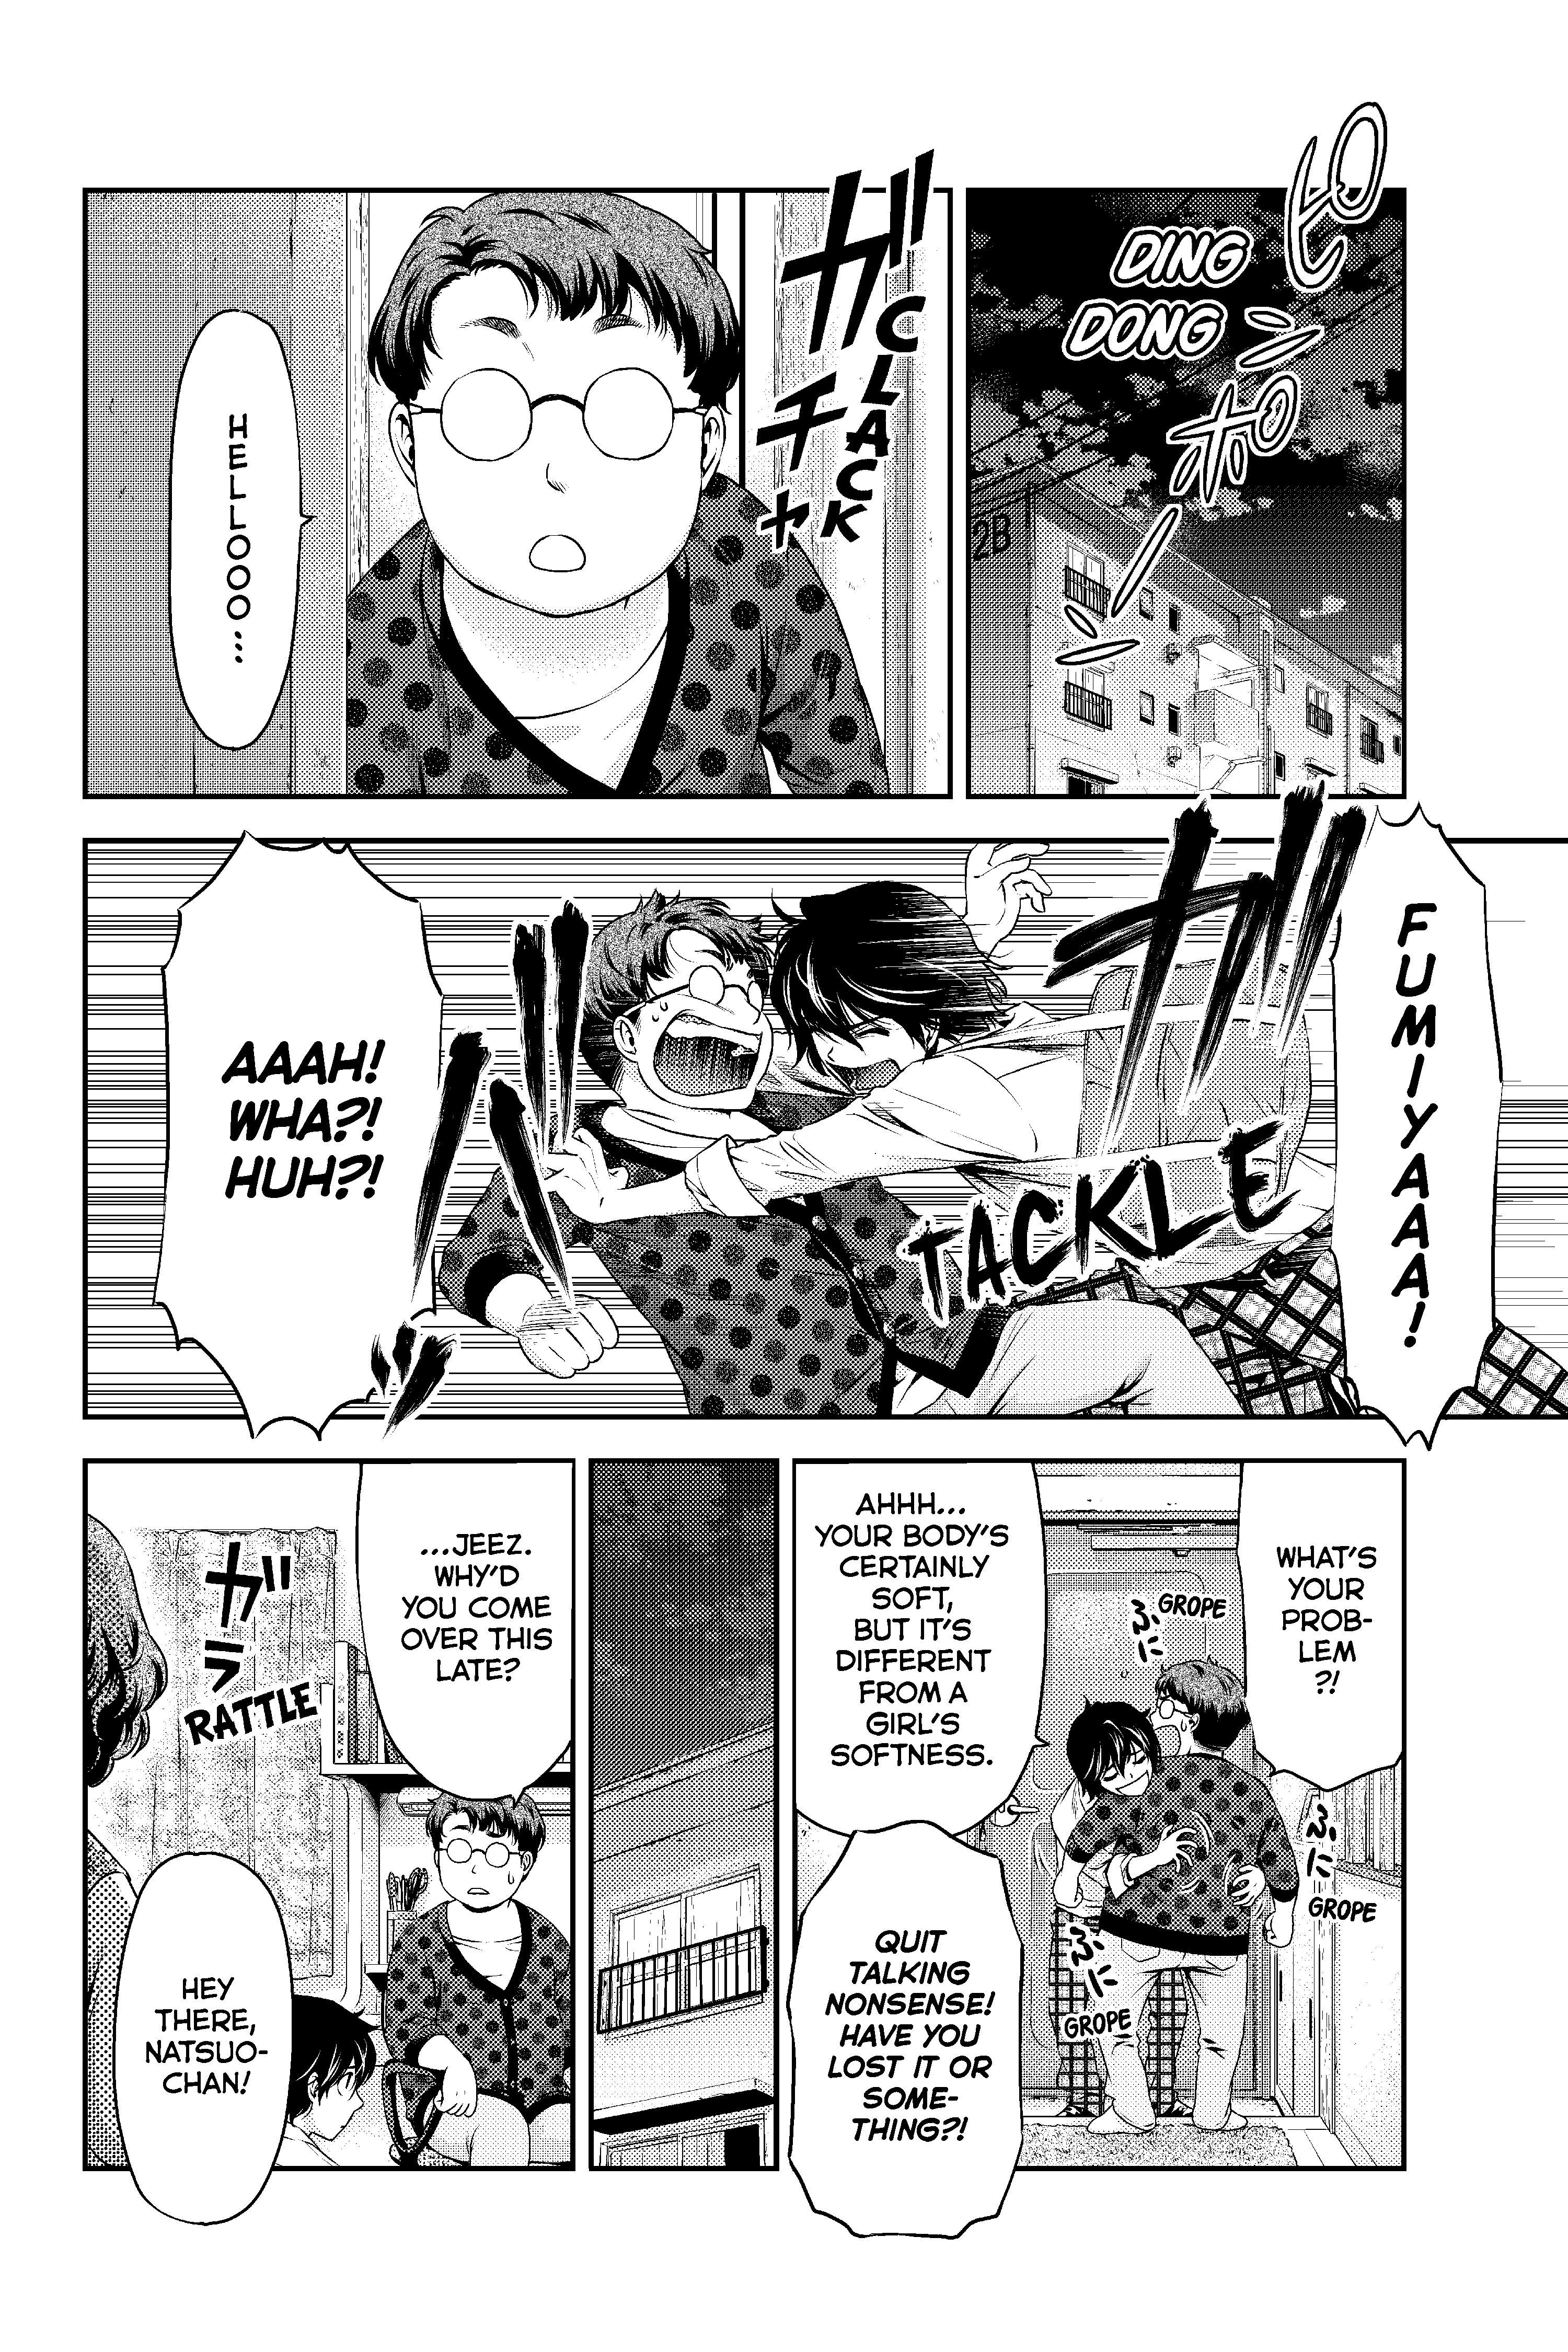 ピンポーン
DING
DONG
2B
ガチャ
CLACK
HELLOOO...
FUMIYAAA!
TACKLE
AAAH!
WHA?!
HUH?!
WHAT'S
YOUR
PROB-
LEM
?!
ふに
GROPE
ふに
GROPE
ふに
GROPE
AHHH...
YOUR BODY'S
CERTAINLY
SOFT,
BUT IT'S
DIFFERENT
FROM A
GIRL'S
SOFTNESS.
QUIT
TALKING
NONSENSE!
HAVE YOU
LOST IT OR
SOME-
THING?!
...JEEZ.
WHY'D
YOU COME
OVER THIS
LATE?
ガラ
RATTLE
HEY
THERE,
NATSUO-
CHAN!